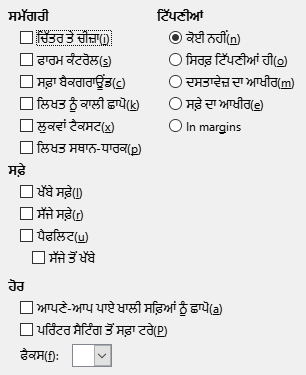 ਸਮੱਗਰੀ
ਚਿੱਤਰ ਤੇ ਚੀਜ਼ਾਂ(i)
ਫਾਰਮ ਕੰਟਰੋਲ(s)
ਸਫ਼ਾ ਬੈਕਗਰਾਊਂਡ(c)
ਲਿਖਤ ਨੂੰ ਕਾਲੀ ਛਾਪੋ(k)
ਲੁਕਵਾਂ ਟੈਕਸਟ(x)
ਲਿਖਤ ਸਥਾਨ-ਧਾਰਕ(p)
ਟਿੱਪਣੀਆਂ
ਕੋਈ ਨਹੀਂ(n)
ਸਿਰਫ਼ ਟਿੱਪਣੀਆਂ ਹੀ(o)
ਦਸਤਾਵੇਜ਼ ਦਾ ਆਖੀਰ(m)
ਸਫ਼ੇ ਦਾ ਆਖੀਰ(e)
In margins
ਸਫ਼ੇ
ਖੱਬੇ ਸਫ਼ੇ(l)
ਸੱਜੇ ਸਫ਼ੇ(r)
ਪੈਫਲਿਟ(u)
ਸੱਜੇ ਤੋਂ ਖੱਬੇ
ਹੋਰ
ਆਪਣੇ-ਆਪ ਪਾਏ ਖਾਲੀ ਸਫ਼ਿਆਂ ਨੂੰ ਛਾਪੋ(a)
ਪਰਿੰਟਰ ਸੈਟਿੰਗ ਤੋਂ ਸਫ਼ਾ ਟਰੇ(P)
ਫੈਕਸ(f):